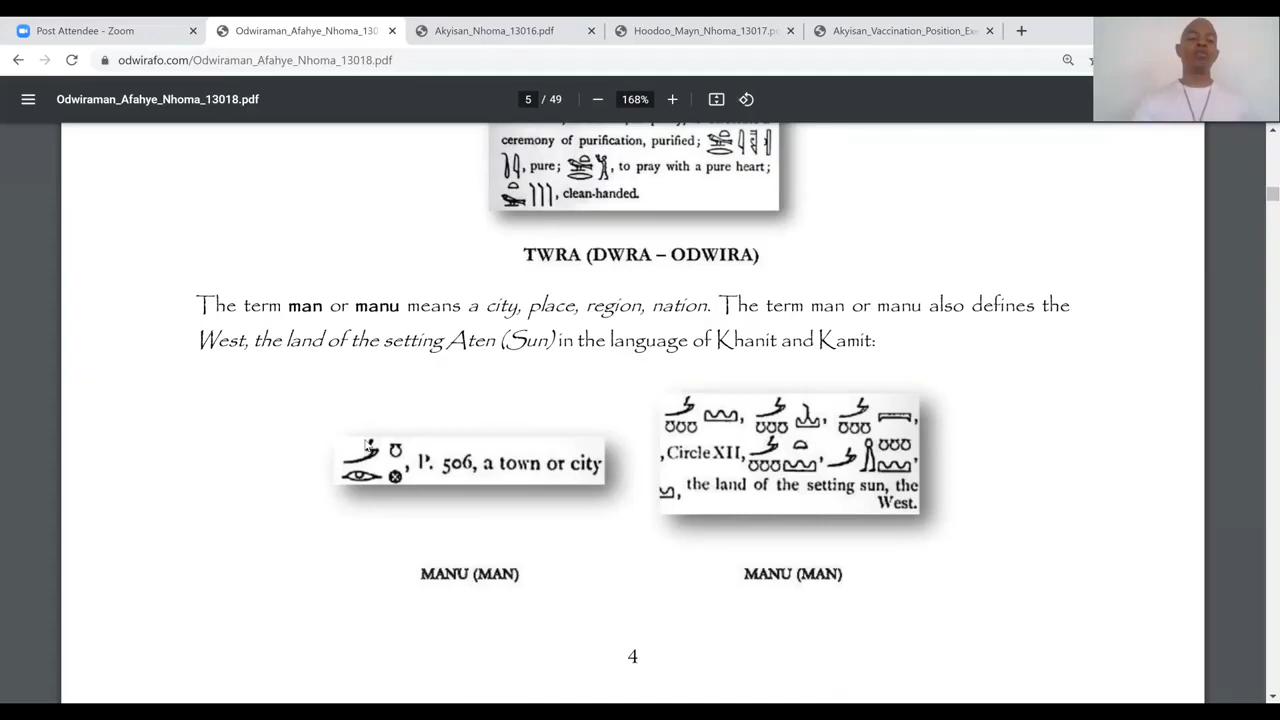 Post Attendee - Zoom
Odwiraman_Afahye_Nhoma_130
Akyisan_Nhoma_13016.pdf
Hoodoo_Mayn_Nhoma_13017.p
Akyisan_Vaccination_Position_Exe
odwirafo.com/Odwiraman_Afahye_Nhoma_13018.pdf
Odwiraman_Afahye_Nhoma_13018.pdf
5 / 49
168%
ceremony of purification, purified;
, pure; , to pray with a pure heart;
, clean-handed.
TWRA (DWRA – ODWIRA)
The term man or manu means a city, place, region, nation. The term man or manu also defines the
West, the land of the setting Aten (Sun) in the language of Khanit and Kamit:
, P. 506, a town or city
, Circle XII,
, the land of the setting sun, the
West.
MANU (MAN)
MANU (MAN)
4